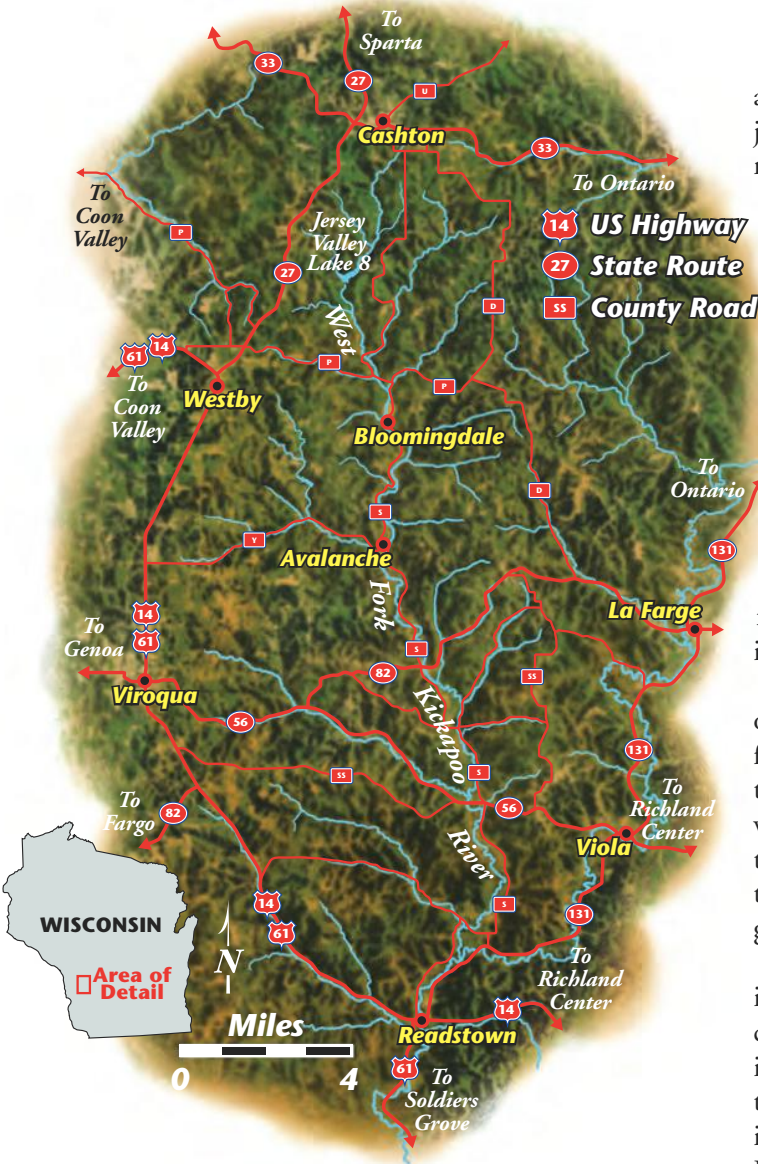 To
Sparta
33
27
U
Cashton
33
To Ontario
To
Coon
Valley
P
Jersey
Valley
Lake 8
27
14 US Highway
27 State Route
SS County Road
West
D
61 14
To
Coon
Valley
Westby
P
P
Bloomingdale
To
Ontario
D
S
Y
Avalanche
131
Fork
La Farge
14
61
To
Genoa
S
82
SS
Viroqua
Kickapoo
56
131
SS
S
To
Richland
Center
To
Fargo
82
56
Viola
River
14
61
S
131
WISCONSIN
Area of
Detail
N
To
Richland
Center
14
Miles
0 4
Readstown
61
To
Soldiers
Grove